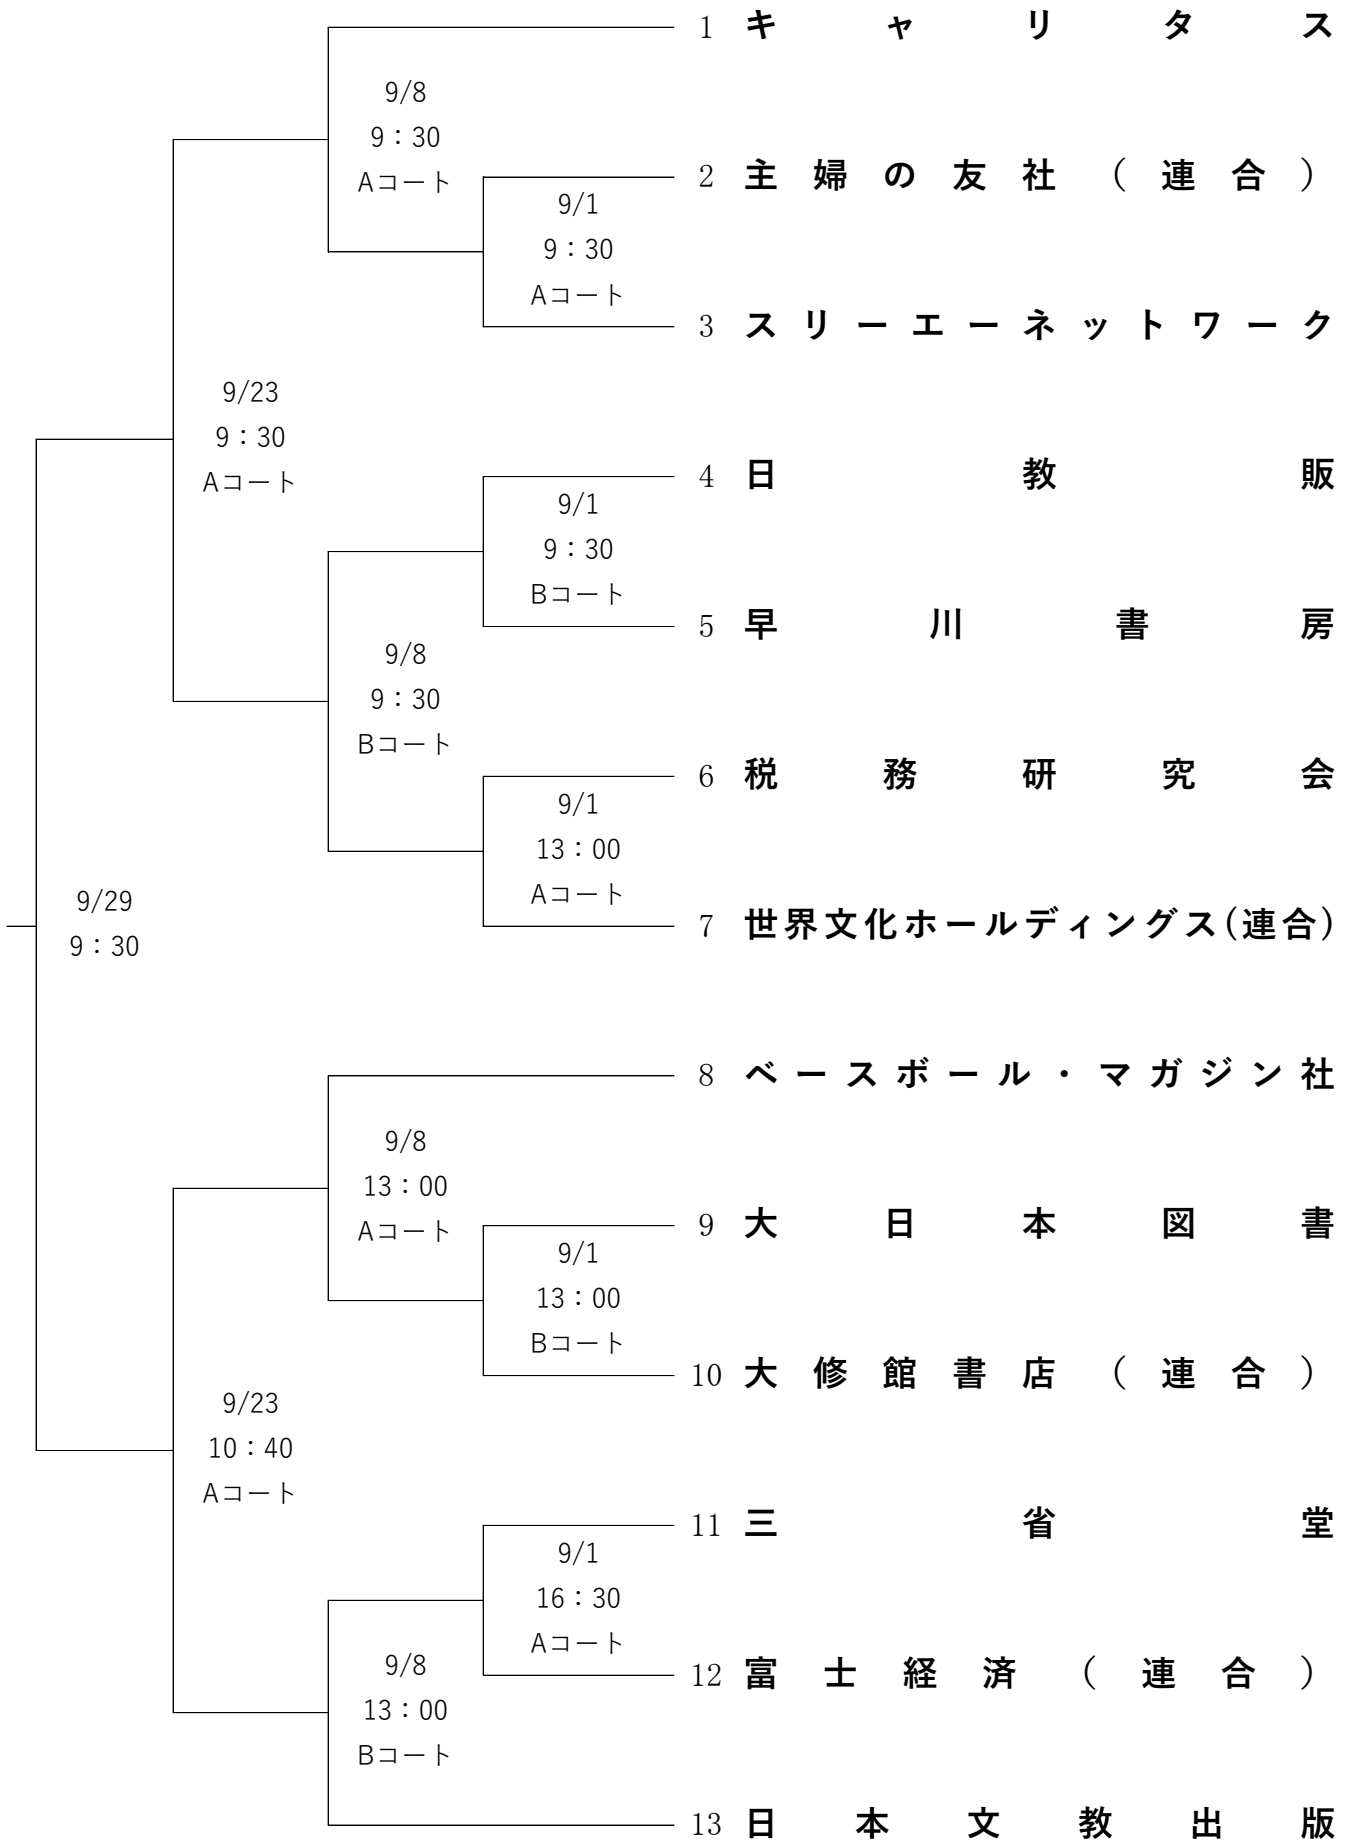 1 キャリタス
9/8
9：30
Aコート
2 主婦の友社（連合）
9/1
9：30
Aコート
3 スリーエーネットワーク
9/23
9：30
Aコート
4 日教販
9/1
9：30
Bコート
5 早川書房
9/8
9：30
Bコート
6 税務研究会
9/1
13：00
Aコート
7 世界文化ホールディングス(連合)
9/29
9：30
8 ベースボール・マガジン社
9/8
13：00
Aコート
9 大日本図書
9/1
13：00
Bコート
10 大修館書店（連合）
9/23
10：40
Aコート
11 三省堂
9/1
16：30
Aコート
12 富士経済（連合）
9/8
13：00
Bコート
13 日本文教出版